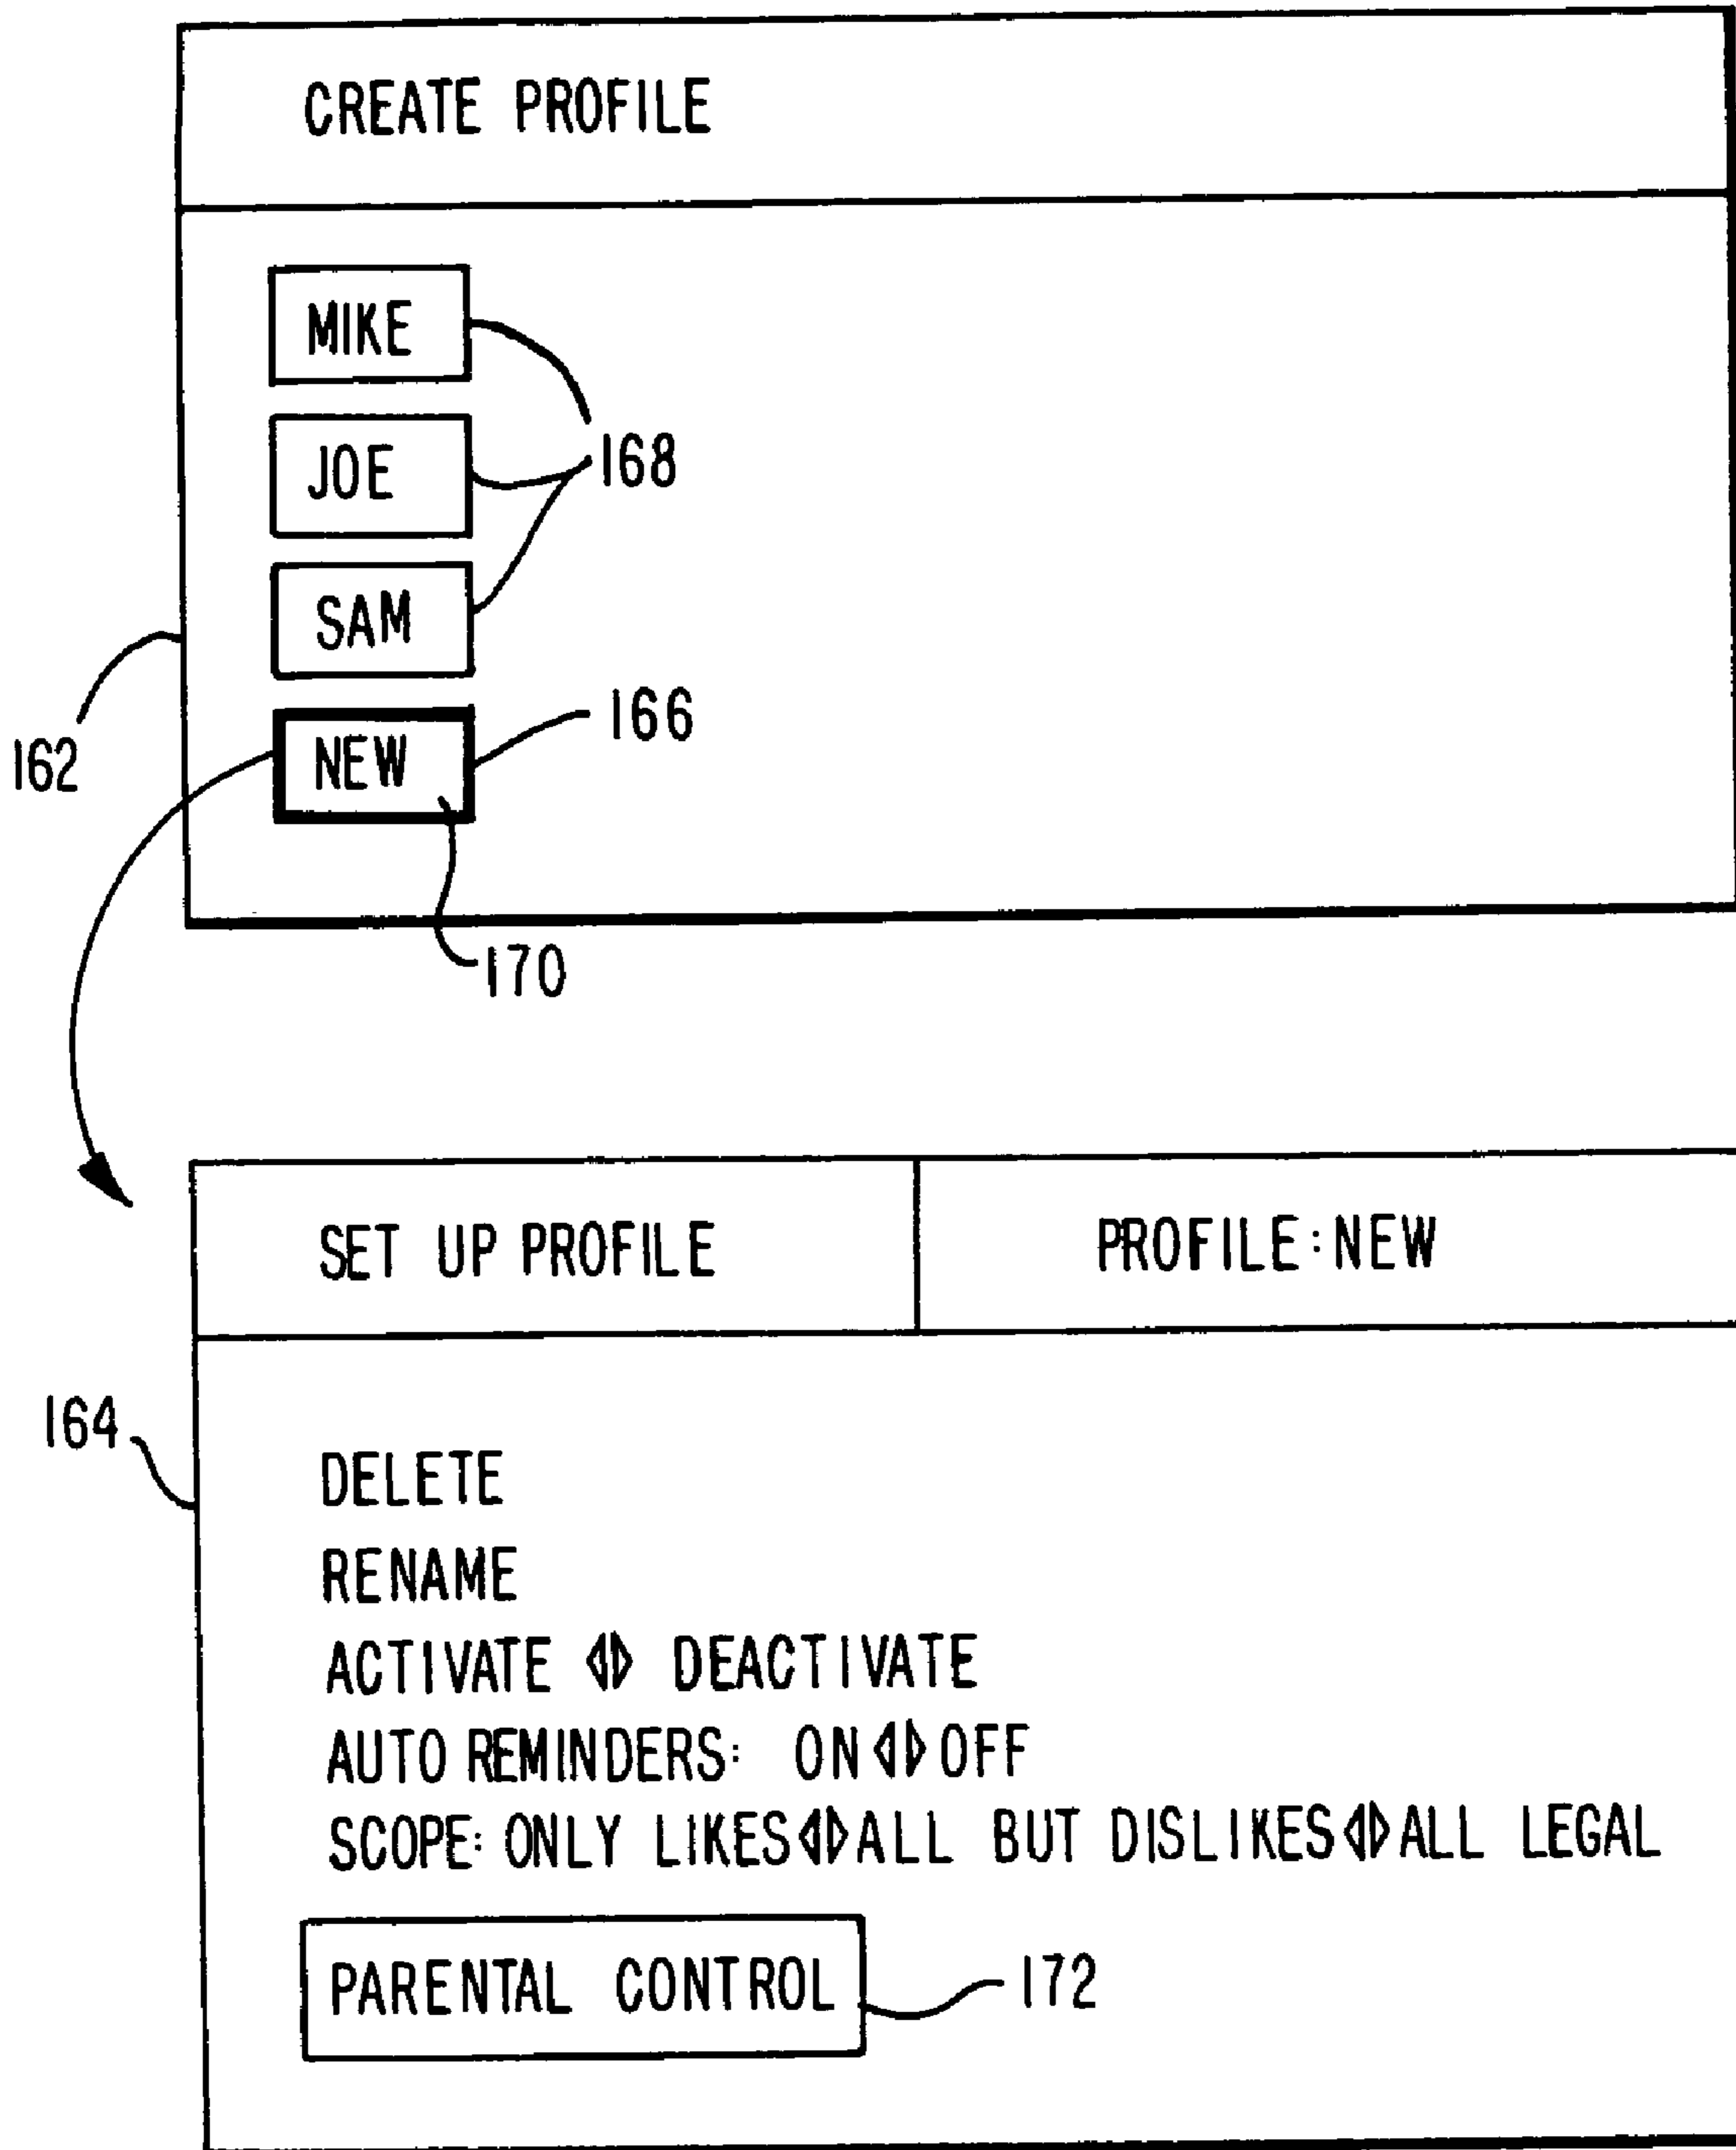 CREATE PROFILE
MIKE
JOE
168
SAM
166
NEW
162
170
SET UP PROFILE
PROFILE: NEW
164
DELETE
RENAME
ACTIVATE ◁▷ DEACTIVATE
AUTO REMINDERS: ON◁▷OFF
SCOPE: ONLY LIKES◁▷ALL BUT DISLIKES◁▷ALL LEGAL
PARENTAL CONTROL
172